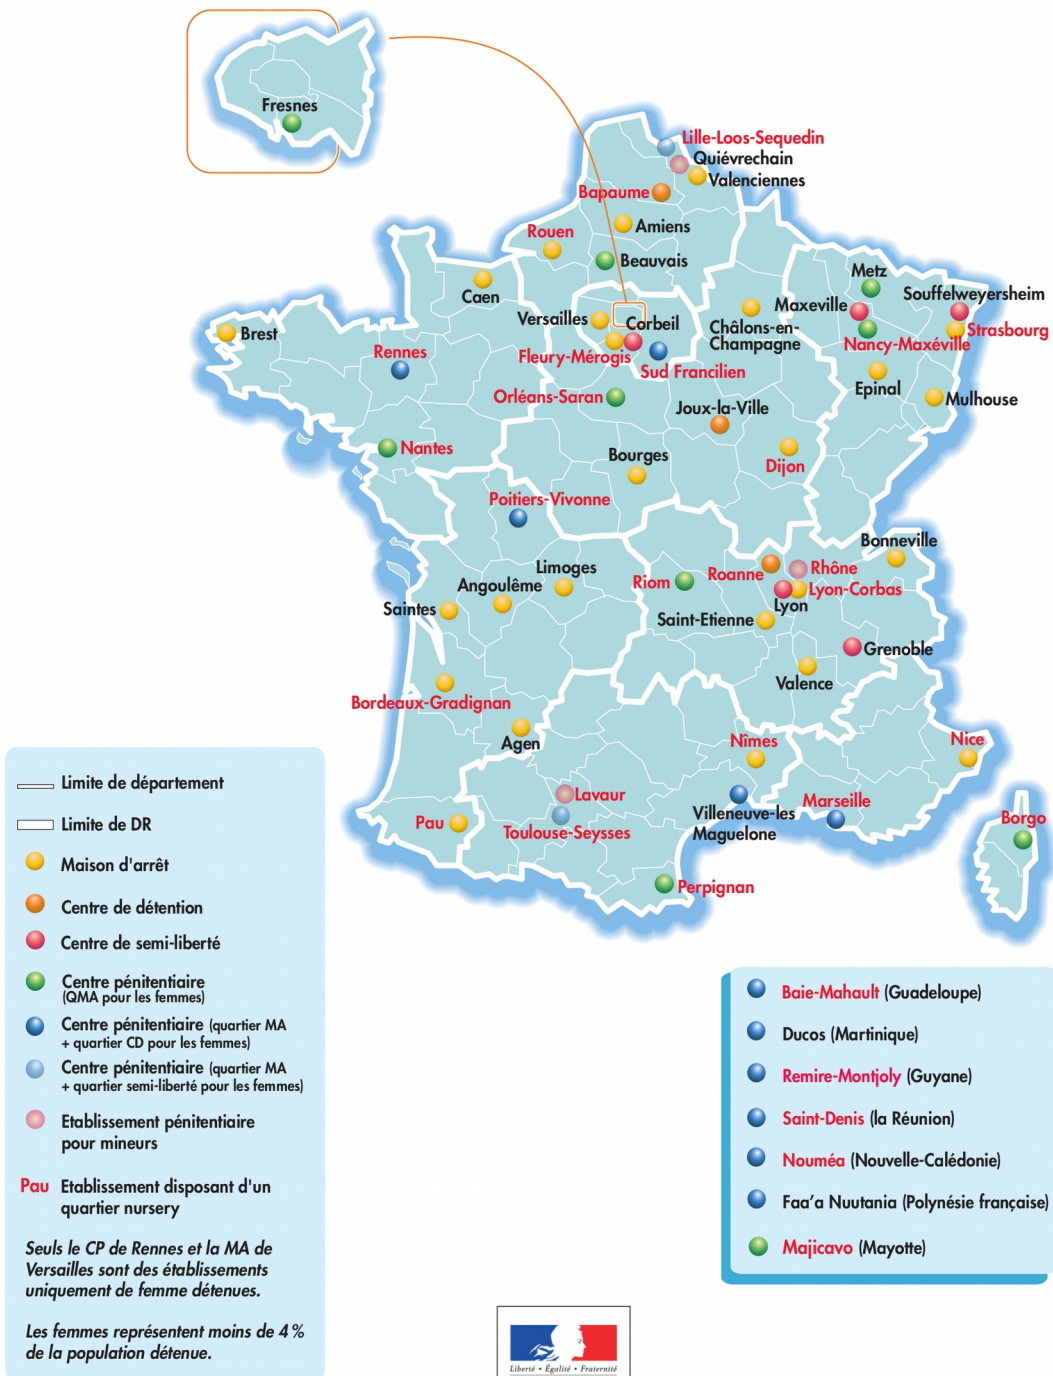 Fresnes
Lille-Loos-Sequedin
Quiévrechain
Valenciennes
Bapaume
Amiens
Rouen
Beauvais
Metz
Caen
Souffelweyersheim
Maxeville
Versailles
Corbeil
Châlons-en-
Champagne
Strasbourg
Brest
Nancy-Maxéville
Rennes
Fleury-Mérogis
Sud Francilien
Epinal
Orléans-Saran
Mulhouse
Joux-la-Ville
Nantes
Bourges
Dijon
Poitiers-Vivonne
Bonneville
Limoges
Rhône
Roanne
Riom
Angoulême
Lyon-Corbas
Lyon
Saintes
Saint-Etienne
Grenoble
Valence
Bordeaux-Gradignan
Agen
Nîmes
Nice
Lavaur
Marseille
Villeneuve-les
Maguelone
Borgo
Pau
Toulouse-Seysses
Perpignan
Limite de département
Limite de DR
Maison d'arrêt
Centre de détention
Centre de semi-liberté
Centre pénitentiaire
(QMA pour les femmes)
Centre pénitentiaire (quartier MA
+ quartier CD pour les femmes)
Centre pénitentiaire (quartier MA
+ quartier semi-liberté pour les femmes)
Etablissement pénitentiaire
pour mineurs
Pau Etablissement disposant d'un
quartier nursery
Seuls le CP de Rennes et la MA de
Versailles sont des établissements
uniquement de femme détenues.
Les femmes représentent moins de 4 %
de la population détenue.
Baie-Mahault (Guadeloupe)
Ducos (Martinique)
Remire-Montjoly (Guyane)
Saint-Denis (la Réunion)
Nouméa (Nouvelle-Calédonie)
Faa'a Nuutania (Polynésie française)
Majicavo (Mayotte)
Liberté • Égalité • Fraternité